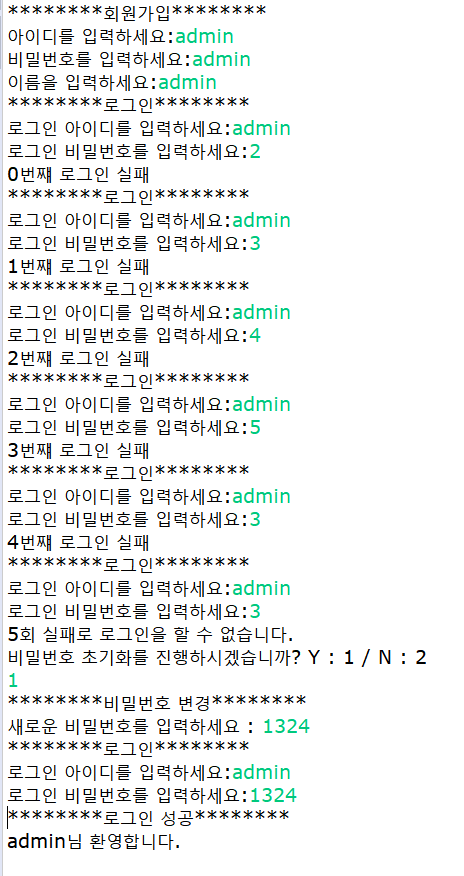 ********회원가입********
아이디를 입력하세요:admin
비밀번호를 입력하세요:admin
이름을 입력하세요:admin
********로그인********
로그인 아이디를 입력하세요:admin
로그인 비밀번호를 입력하세요:2
0번째 로그인 실패
********로그인********
로그인 아이디를 입력하세요:admin
로그인 비밀번호를 입력하세요:3
1번째 로그인 실패
********로그인********
로그인 아이디를 입력하세요:admin
로그인 비밀번호를 입력하세요:4
2번째 로그인 실패
********로그인********
로그인 아이디를 입력하세요:admin
로그인 비밀번호를 입력하세요:5
3번째 로그인 실패
********로그인********
로그인 아이디를 입력하세요:admin
로그인 비밀번호를 입력하세요:3
4번째 로그인 실패
********로그인********
로그인 아이디를 입력하세요:admin
로그인 비밀번호를 입력하세요:3
5회 실패로 로그인을 할 수 없습니다.
비밀번호 초기화를 진행하시겠습니까? Y : 1 / N : 2
1
********비밀번호 변경********
새로운 비밀번호를 입력하세요 : 1324
********로그인********
로그인 아이디를 입력하세요:admin
로그인 비밀번호를 입력하세요:1324
********로그인 성공********
admin님 환영합니다.